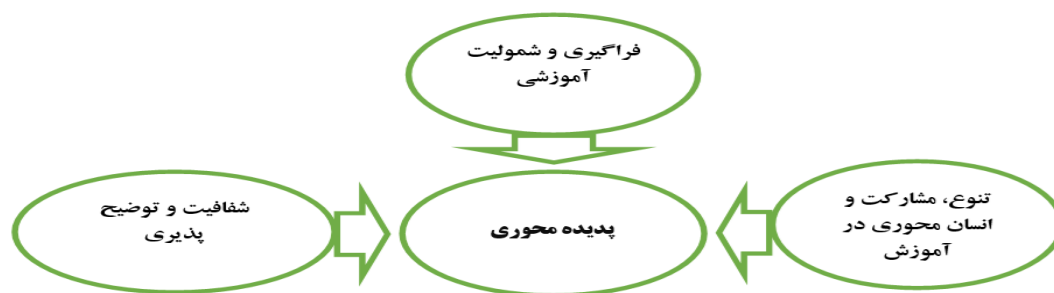 فراگیری و شمولیت
آموزشی
شفافیت و توضیح
پذیری
پدیده محوری
تنوع، مشارکت و
انسان محوری در
آموزش